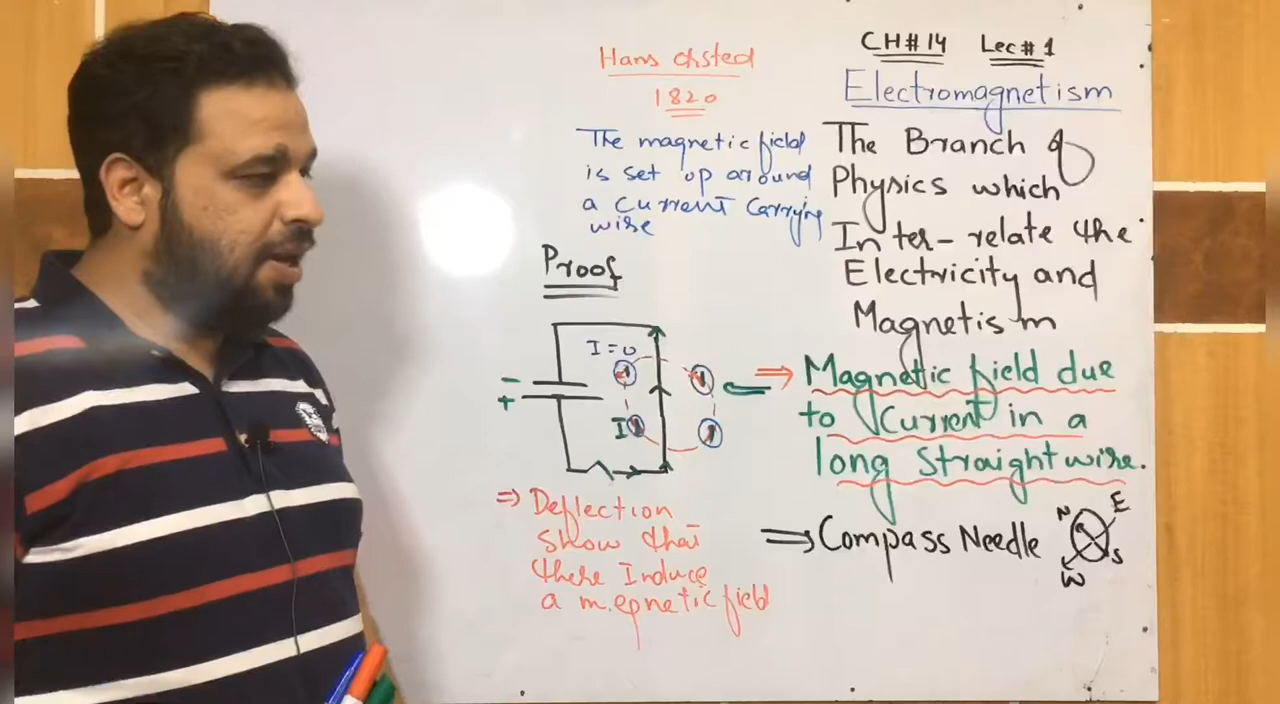 CH#14 Lec#1
Electromagnetism
The Branch of
Physics which
Inter-relate the
Electricity and
Magnetism
Hans Orsted
1820
The magnetic field
is set up around
a current carrying
wire
Proof
I=0
-
+
I
⇒ Deflection
show that
there Induce
a m.egnetic field
⇒ Magnetic field due
to Current in a
long Straight wire.
⇒ Compass Needle
N E
S
W